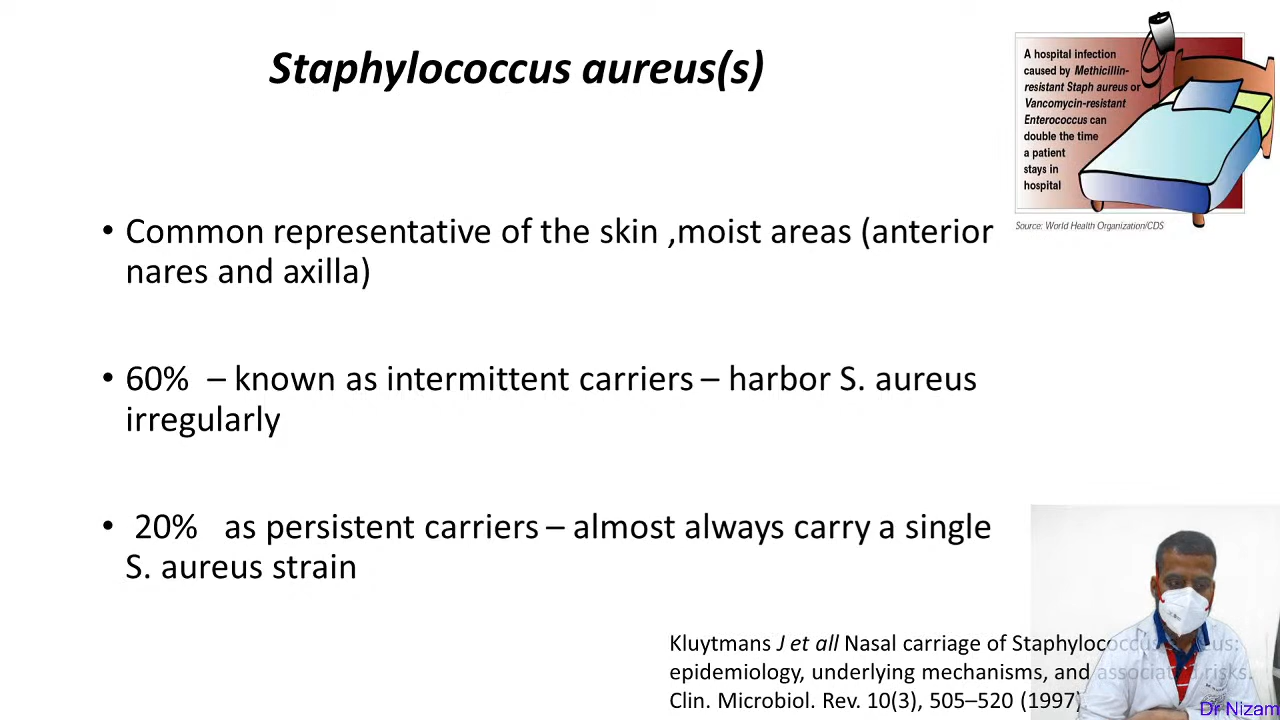 Staphylococcus aureus(s)
A hospital infection
caused by Methicillin-
resistant Staph aureus or
Vancomycin-resistant
Enterococcus can
double the time
a patient
stays in
hospital
Source: World Health Organization/CDS
• Common representative of the skin ,moist areas (anterior
nares and axilla)
• 60% – known as intermittent carriers – harbor S. aureus
irregularly
• 20% as persistent carriers – almost always carry a single
S. aureus strain
Kluytmans J et all Nasal carriage of Staphylococcus aureus:
epidemiology, underlying mechanisms, and associated risks.
Clin. Microbiol. Rev. 10(3), 505–520 (1997)
Dr Nizam